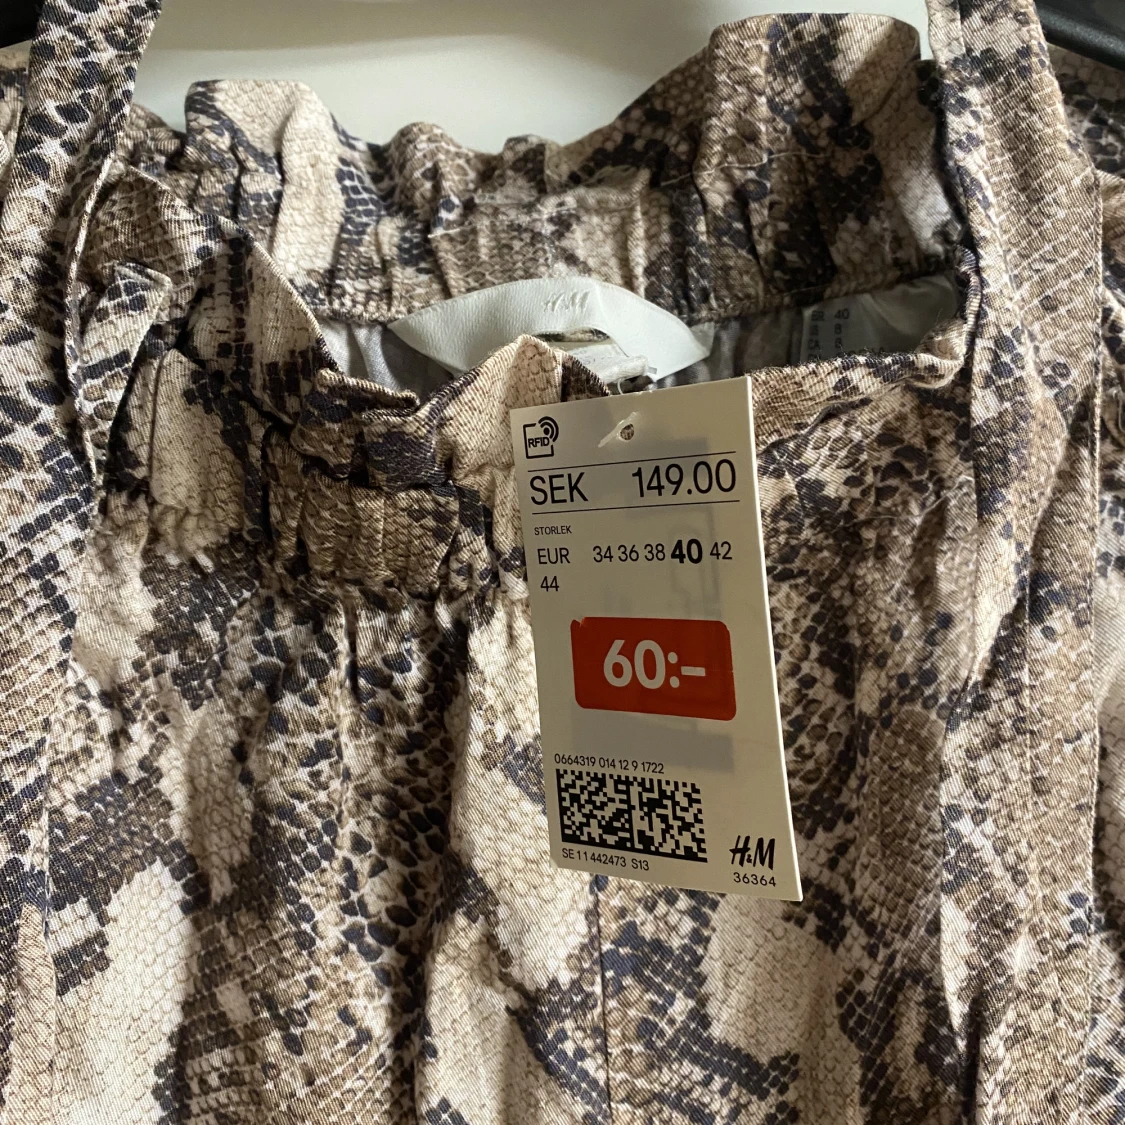 H&M
40
RFID
SEK 149.00
STORLEK
EUR 34 36 38 40 42
44
60:-
0664319 014 12 9 1722
SE 11 442473 S13
H&M
36364